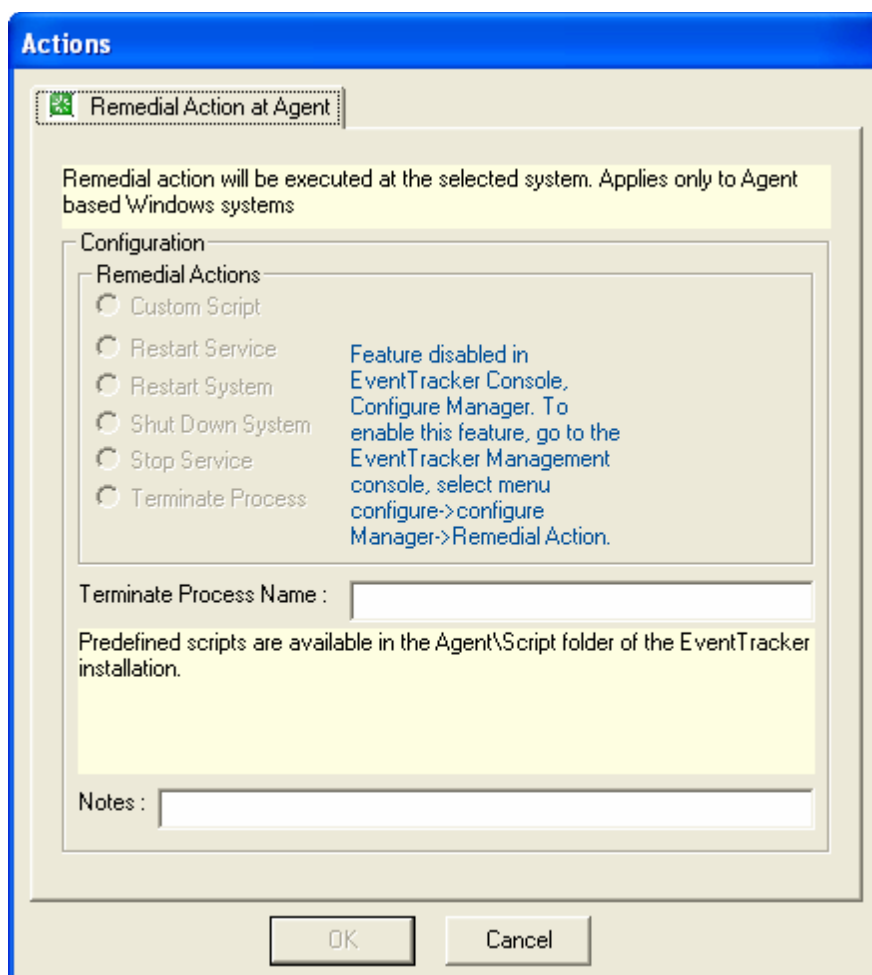 Actions
Remedial Action at Agent
Remedial action will be executed at the selected system. Applies only to Agent
based Windows systems
Configuration
Remedial Actions
Custom Script
Restart Service
Restart System
Shut Down System
Stop Service
Terminate Process
Feature disabled in
EventTracker Console,
Configure Manager. To
enable this feature, go to the
EventTracker Management
console, select menu
configure->configure
Manager->Remedial Action.
Terminate Process Name :
Predefined scripts are available in the Agent\Script folder of the EventTracker
installation.
Notes :
OK
Cancel